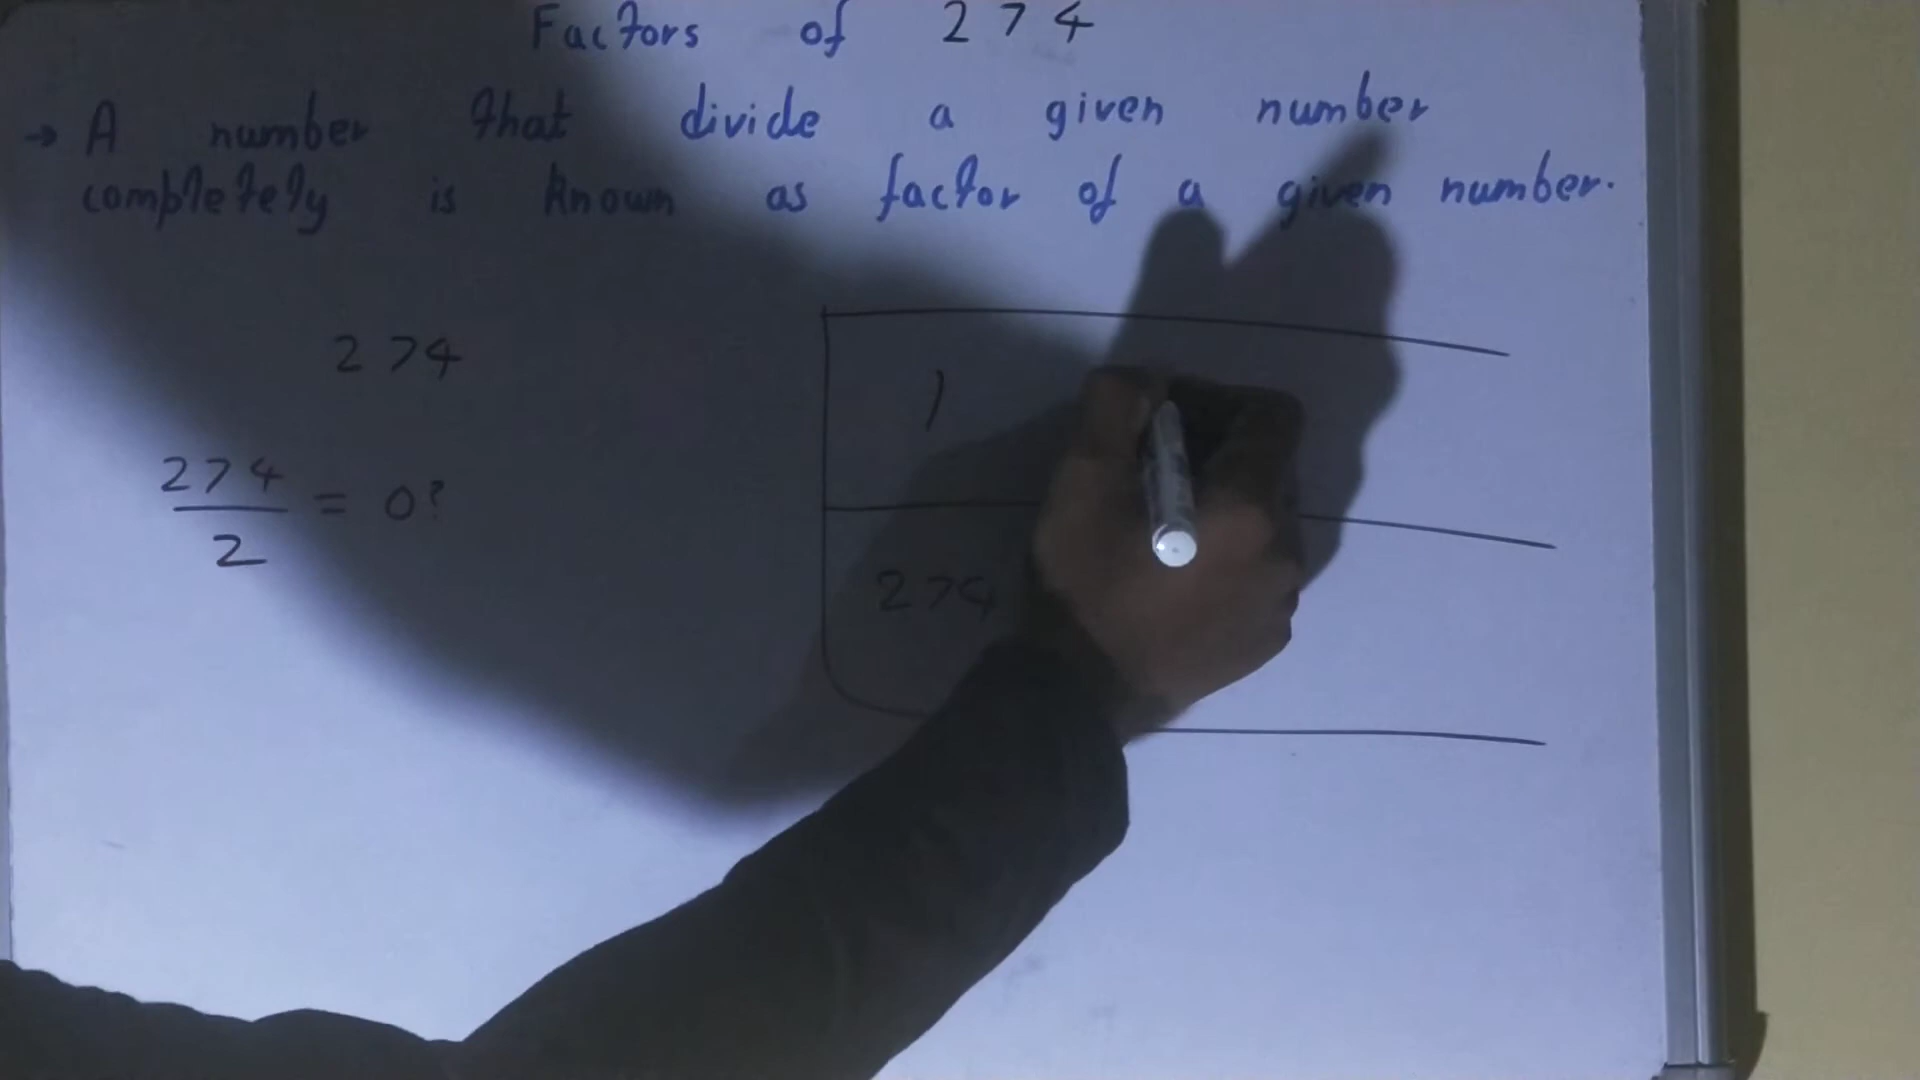 Factors of 274
→ A number that divide a given number
completely is known as factor of a given number.
274
274
/2 = 0?
1
274